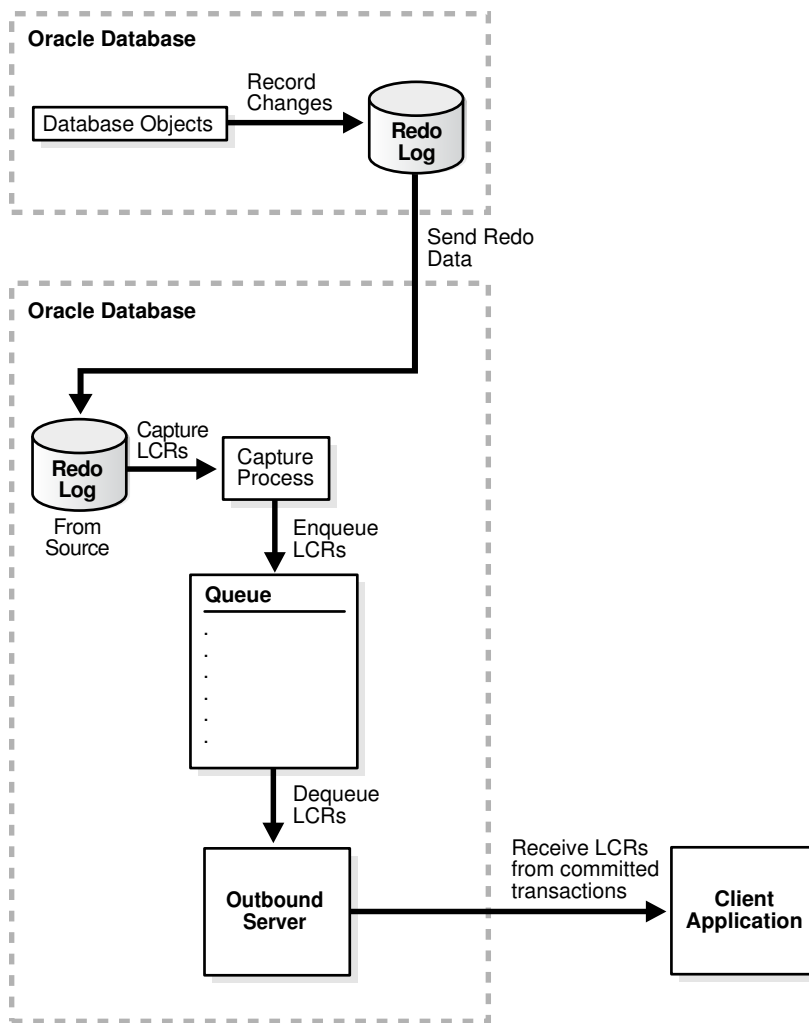 Oracle Database
Record
Changes
Database Objects
Redo
Log
Send Redo
Data
Oracle Database
Capture
LCRs
Redo
Log
From
Source
Capture
Process
Enqueue
LCRs
Queue
.
.
.
.
.
.
Dequeue
LCRs
Outbound
Server
Receive LCRs
from committed
transactions
Client
Application